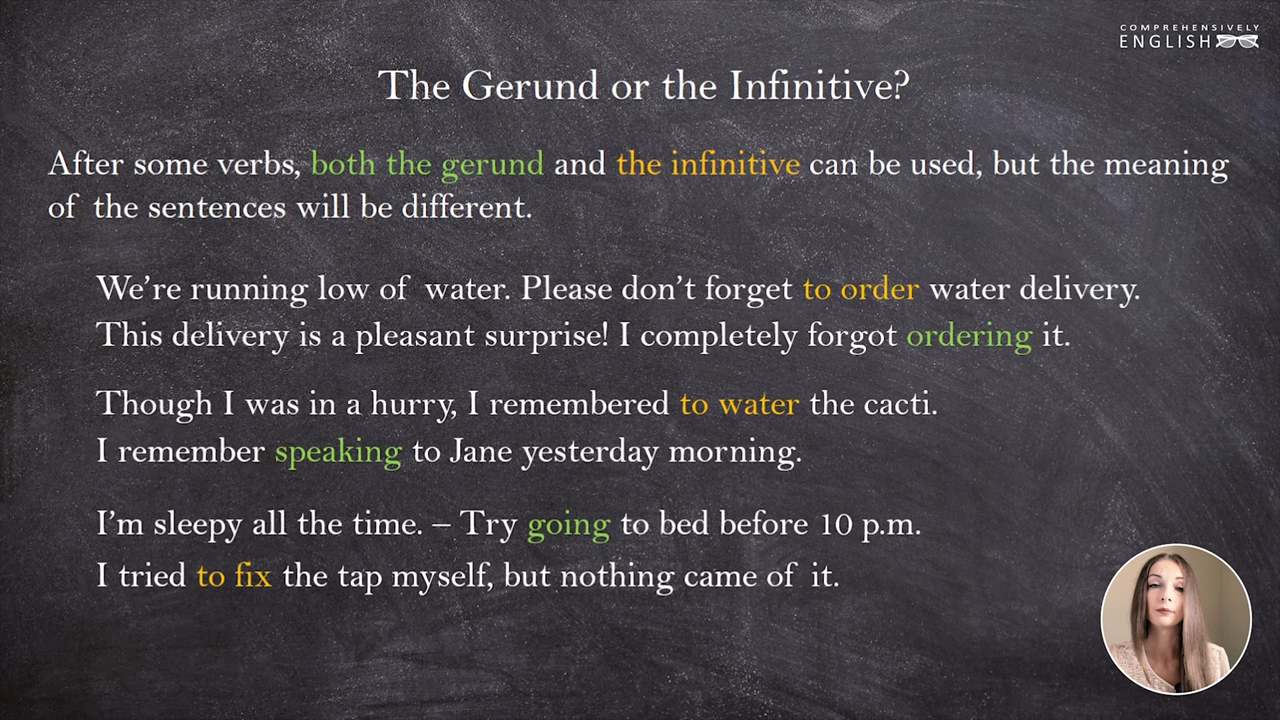 COMPREHENSIVELY
ENGLISH
The Gerund or the Infinitive?
After some verbs, both the gerund and the infinitive can be used, but the meaning
of the sentences will be different.
We're running low of water. Please don't forget to order water delivery.
This delivery is a pleasant surprise! I completely forgot ordering it.
Though I was in a hurry, I remembered to water the cacti.
I remember speaking to Jane yesterday morning.
I'm sleepy all the time. – Try going to bed before 10 p.m.
I tried to fix the tap myself, but nothing came of it.